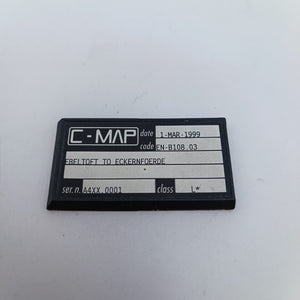 C-MAP date 1-MAR-1999
code EN-B108.03
EBELTOFT TO ECKERNFOERDE
ser.n. A4XX.0001 class L*